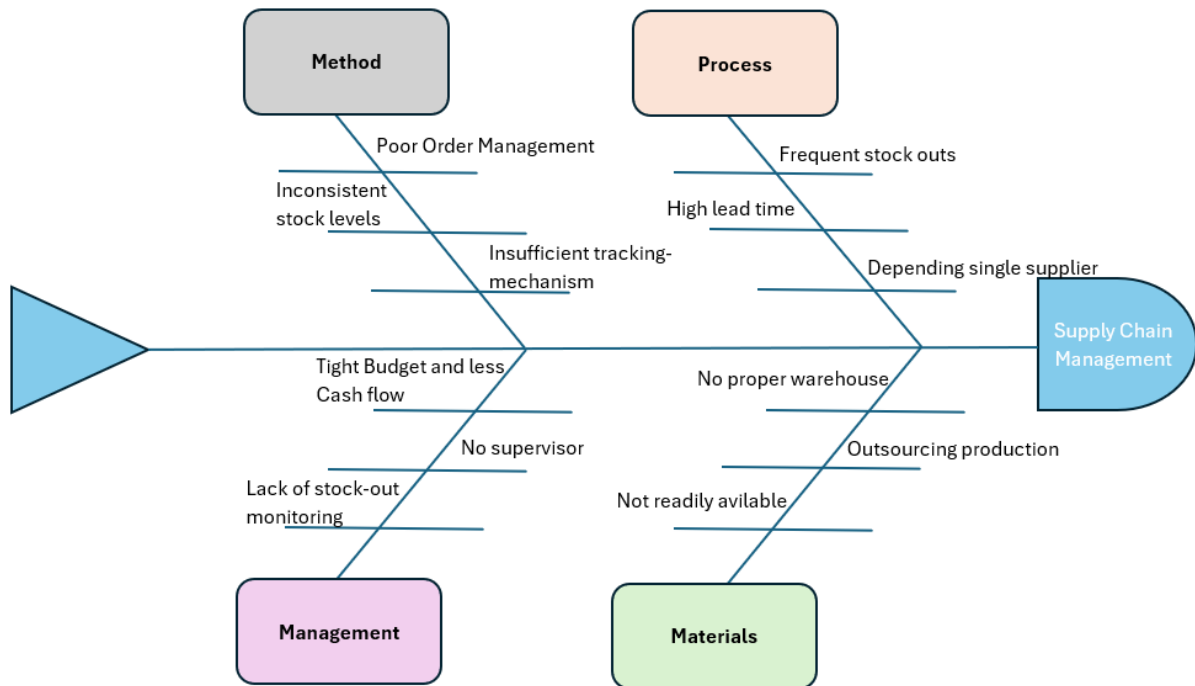 Method
Process
Poor Order Management
Frequent stock outs
Inconsistent
stock levels
High lead time
Insufficient tracking-
mechanism
Depending single supplier
Supply Chain
Management
Tight Budget and less
Cash flow
No proper warehouse
No supervisor
Outsourcing production
Lack of stock-out
monitoring
Not readily avilable
Management
Materials